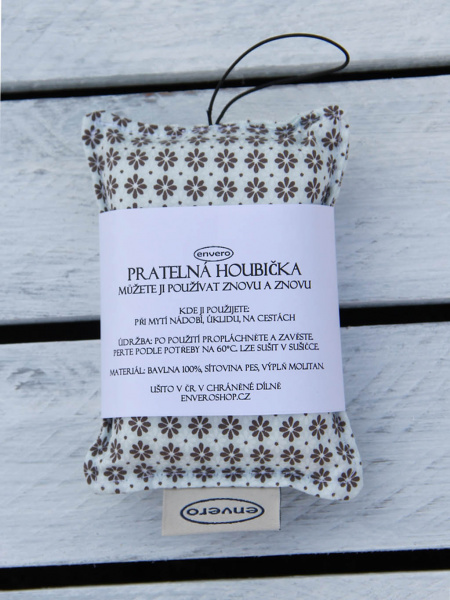 envero
PRATELNÁ HOUBIČKA
MŮŽETE JI POUŽÍVAT ZNOVU A ZNOVU
KDE JI POUŽIJETE:
PŘI MYTÍ NÁDOBÍ, ÚKLIDU, NA CESTÁCH
ÚDRŽBA: PO POUŽITÍ PROPLÁCHNĚTE A ZAVĚSTE.
PERTE PODLE POTŘEBY NA 60°C. LZE SUŠIT V SUŠIČCE.
MATERIÁL: BAVLNA 100%, SÍŤOVINA PES, VÝPLŇ MOLITAN.
UŠITO V ČR V CHRÁNĚNÉ DÍLNĚ
ENVEROSHOP.CZ
envero